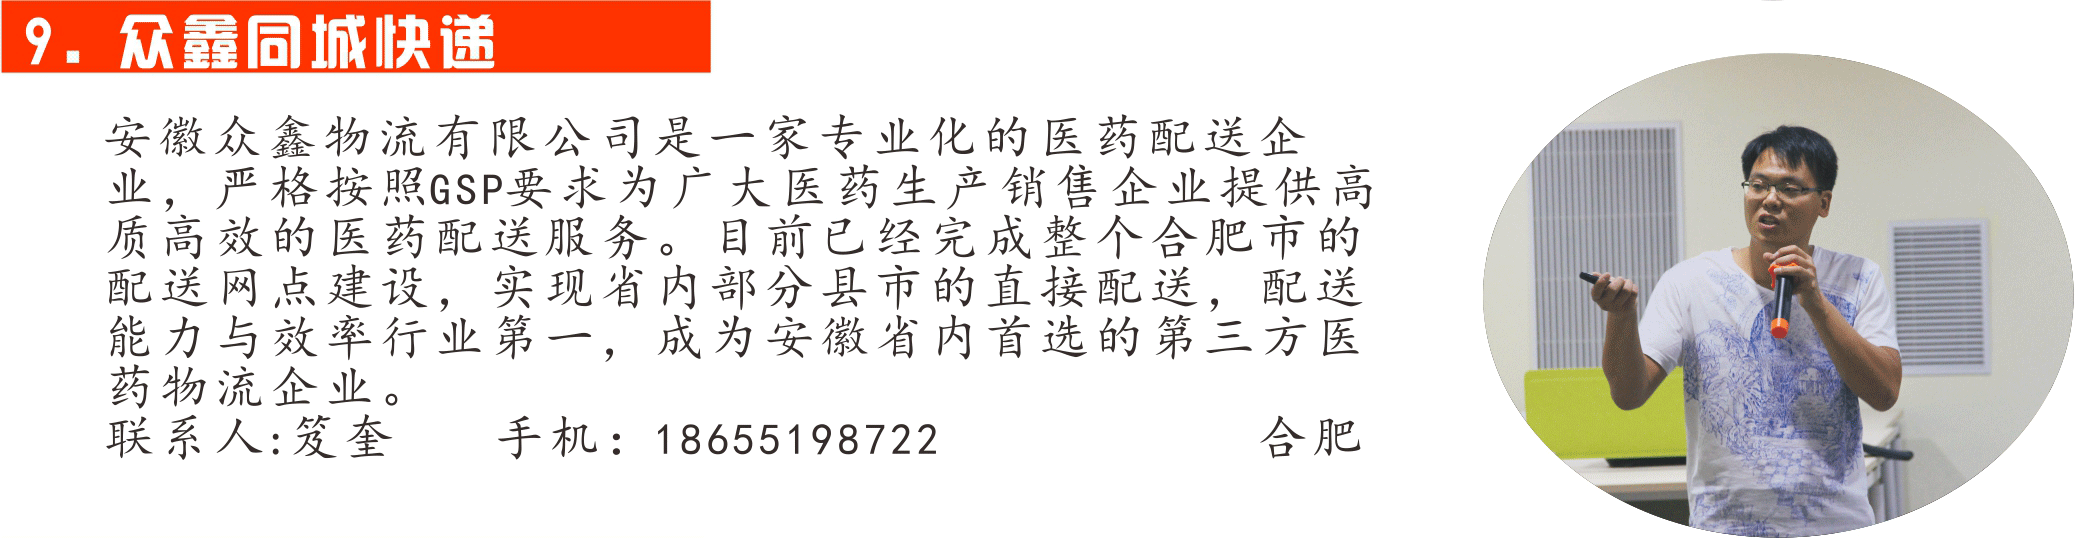 9. 众鑫同城快递
安徽众鑫物流有限公司是一家专业化的医药配送企
业，严格按照GSP要求为广大医药生产销售企业提供高
质高效的医药配送服务。目前已经完成整个合肥市的
配送网点建设，实现省内部分县市的直接配送，配送
能力与效率行业第一，成为安徽省内首选的第三方医
药物流企业。
联系人:笈奎 手机：18655198722 合肥